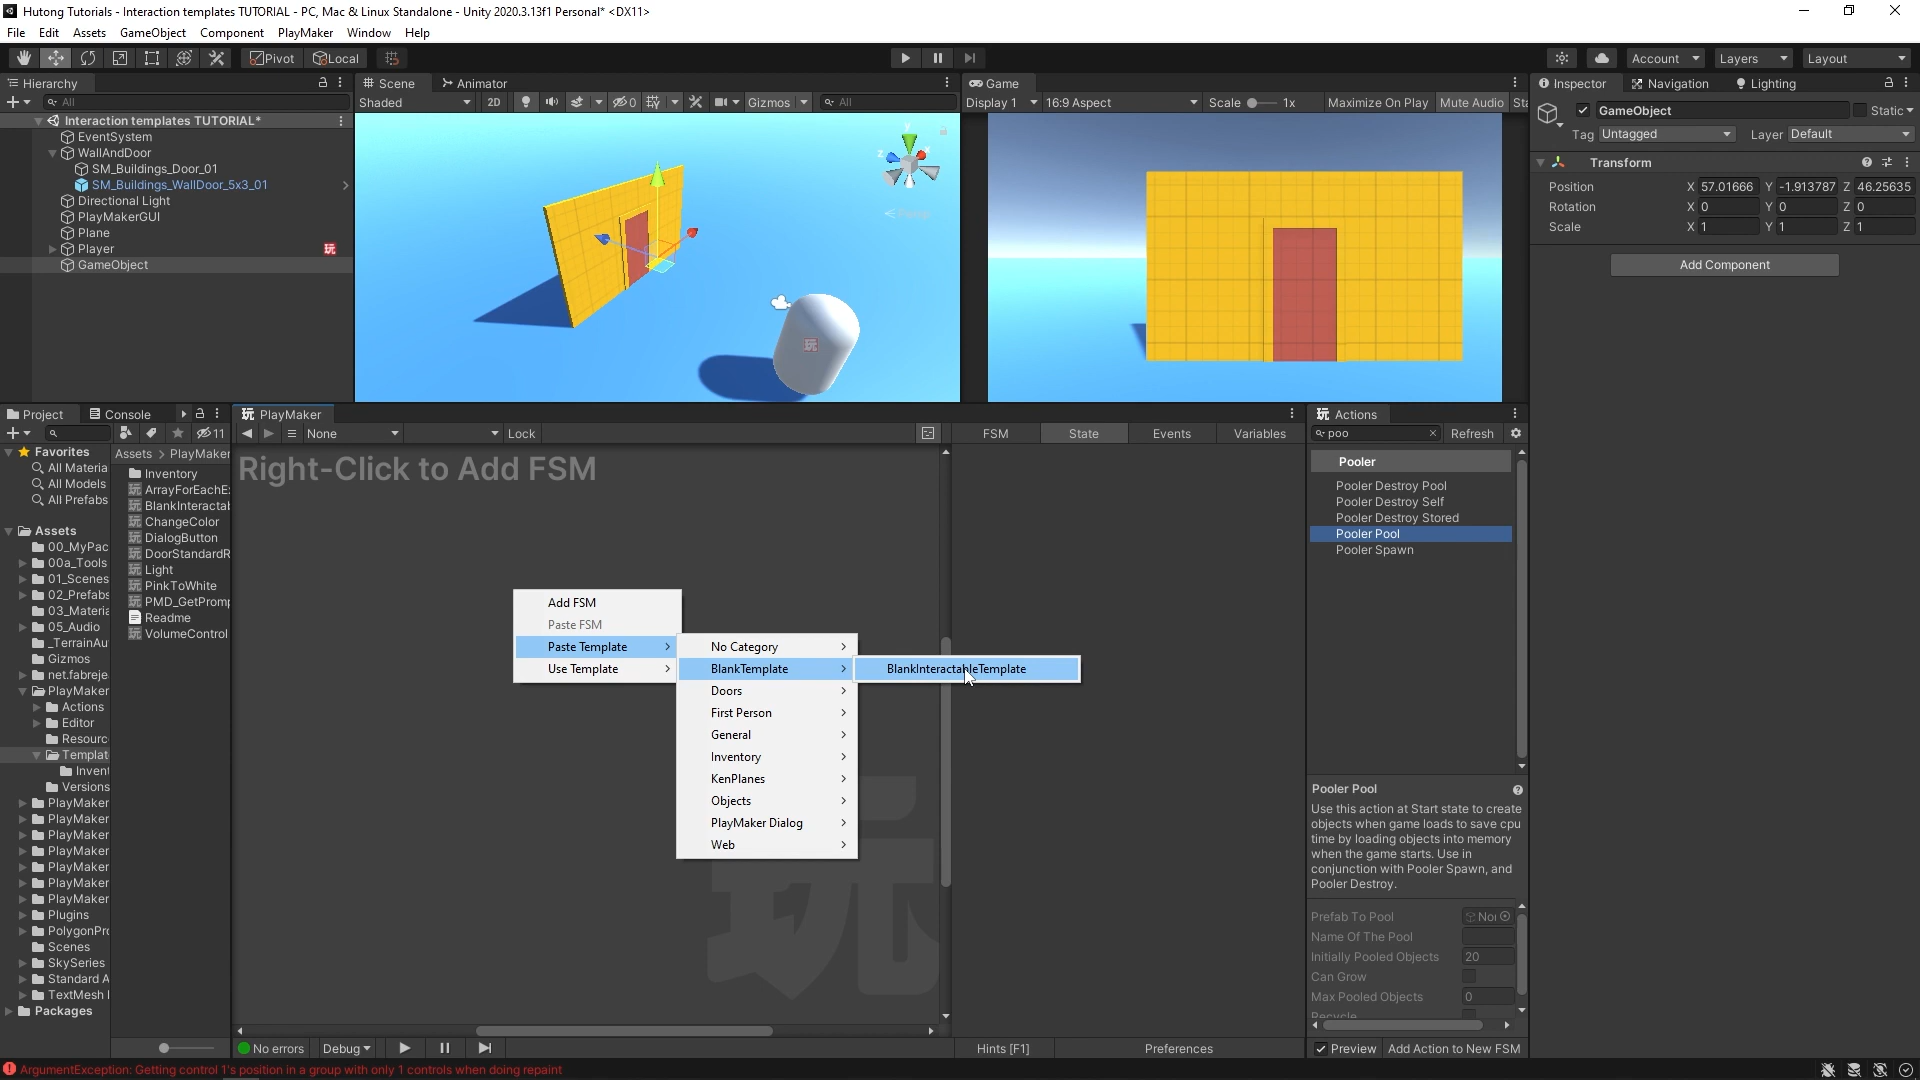 Hutong Tutorials - Interaction templates TUTORIAL - PC, Mac & Linux Standalone - Unity 2020.3.13f1 Personal* <DX11>
File Edit Assets GameObject Component PlayMaker Window Help
Pivot Local Account Layers Layout
Hierarchy
All
Interaction templates TUTORIAL*
EventSystem
WallAndDoor
SM_Buildings_Door_01
SM_Buildings_WallDoor_5x3_01
Directional Light
PlayMakerGUI
Plane
Player
玩
GameObject
Scene Animator
Shaded 2D 0 Gizmos All
y
x
z
Persp
玩
Game
Display 1 16:9 Aspect Scale 1x Maximize On Play Mute Audio Sta
Inspector Navigation Lighting
GameObject Static
Tag Untagged Layer Default
Transform
Position X 57.01666 Y -1.913787 Z 46.25635
Rotation X 0 Y 0 Z 0
Scale X 1 Y 1 Z 1
Add Component
Project Console
11
Favorites
All Materia
All Models
All Prefabs
Assets
00_MyPac
00a_Tools
01_Scenes
02_Prefabs
03_Materia
05_Audio
_TerrainAu
Gizmos
net.fabreje
PlayMaker
Actions
Editor
Resourc
Templat
Invent
Versions
PlayMaker
PlayMaker
PlayMaker
PlayMaker
PlayMaker
PlayMaker
PlayMaker
Plugins
PolygonPro
Scenes
SkySeries
Standard A
TextMesh
Packages
Assets > PlayMaker
Inventory
ArrayForEachE
BlankInteractab
ChangeColor
DialogButton
DoorStandardR
Light
PinkToWhite
PMD_GetPromp
Readme
VolumeControl
玩 PlayMaker
None Lock
Right-Click to Add FSM
Add FSM
Paste FSM
Paste Template
Use Template
No Category
BlankTemplate
Doors
First Person
General
Inventory
KenPlanes
Objects
PlayMaker Dialog
Web
BlankInteractableTemplate
玩
FSM State Events Variables
No errors Debug
Hints [F1] Preferences
玩 Actions
poo Refresh
Pooler
Pooler Destroy Pool
Pooler Destroy Self
Pooler Destroy Stored
Pooler Pool
Pooler Spawn
Pooler Pool
Use this action at Start state to create
objects when game loads to save cpu
time by loading objects into memory
when the game starts. Use in
conjunction with Pooler Spawn, and
Pooler Destroy.
Prefab To Pool Noi
Name Of The Pool
Initially Pooled Objects 20
Can Grow
Max Pooled Objects 0
Recycle
Preview Add Action to New FSM
ArgumentException: Getting control 1's position in a group with only 1 controls when doing repaint